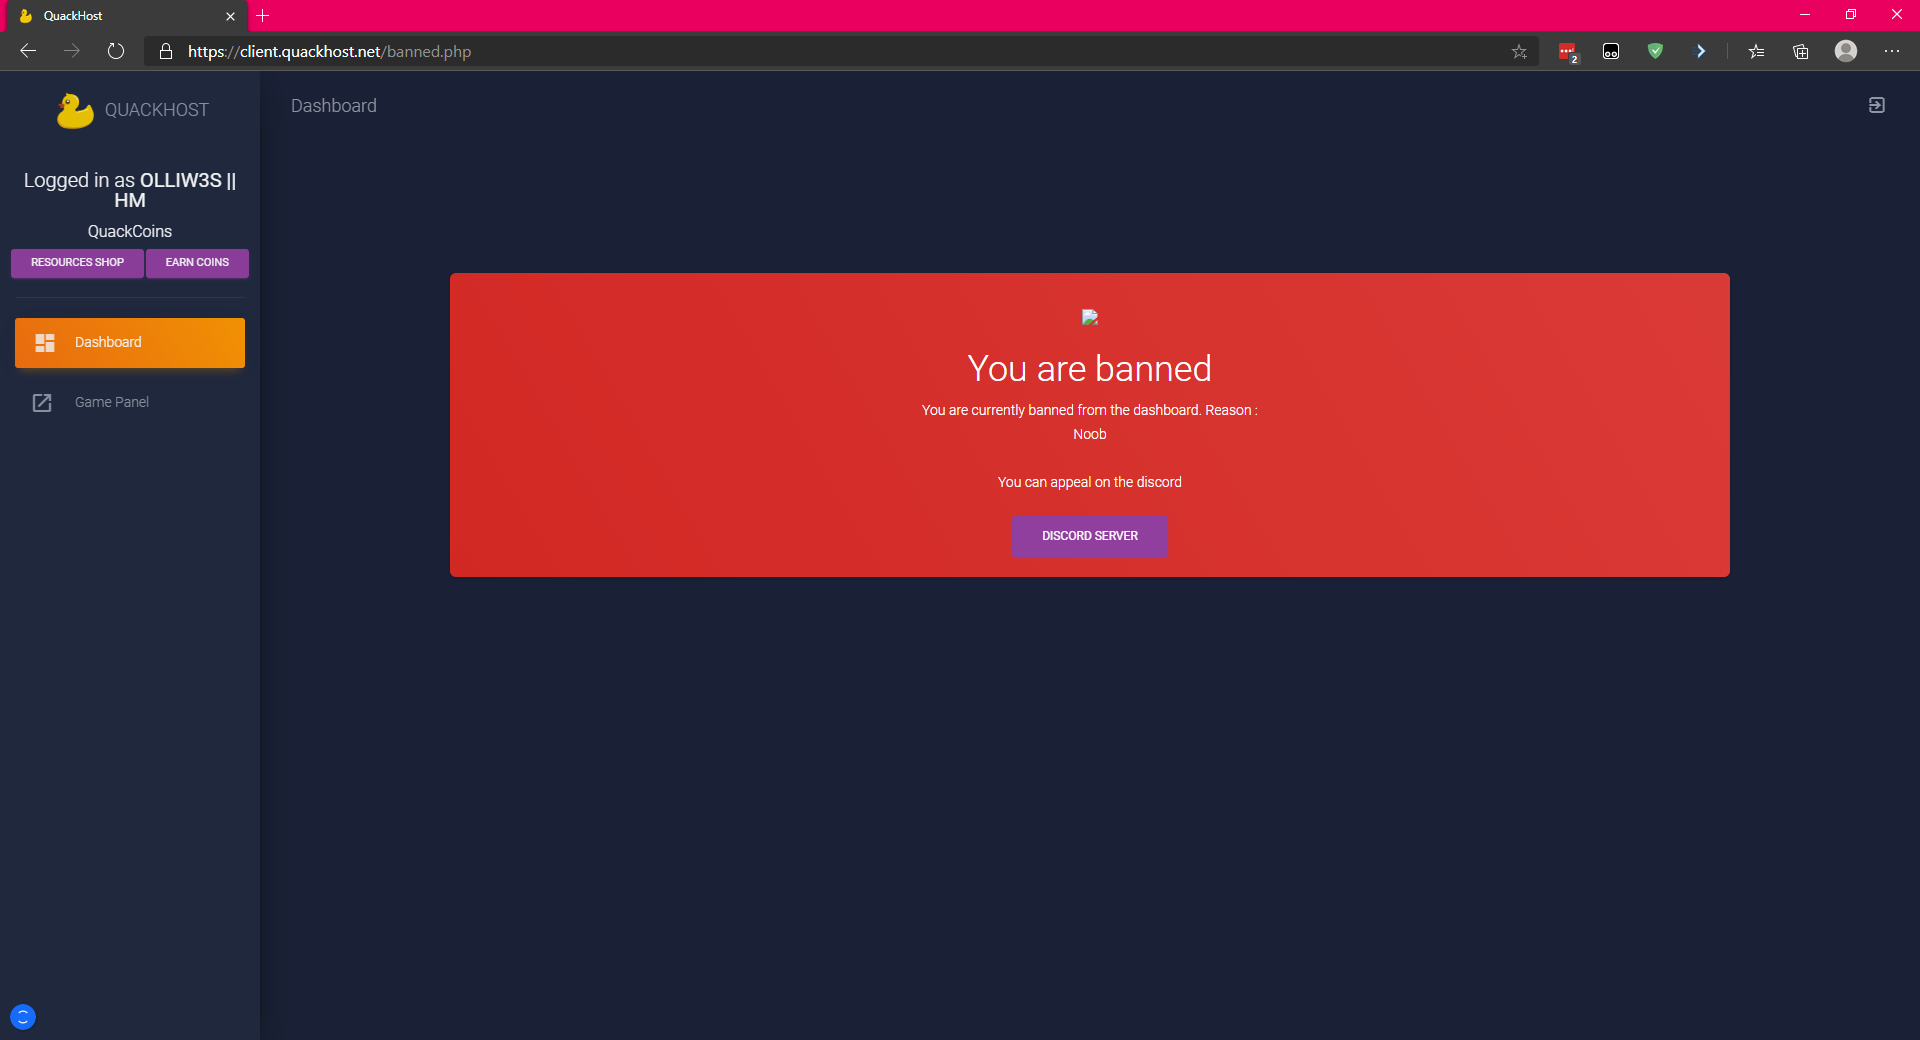 QuackHost
https://client.quackhost.net/banned.php
2
QUACKHOST
Dashboard
Logged in as OLLIW3S ||
HM
QuackCoins
RESOURCES SHOP
EARN COINS
Dashboard
Game Panel
You are banned
You are currently banned from the dashboard. Reason :
Noob
You can appeal on the discord
DISCORD SERVER